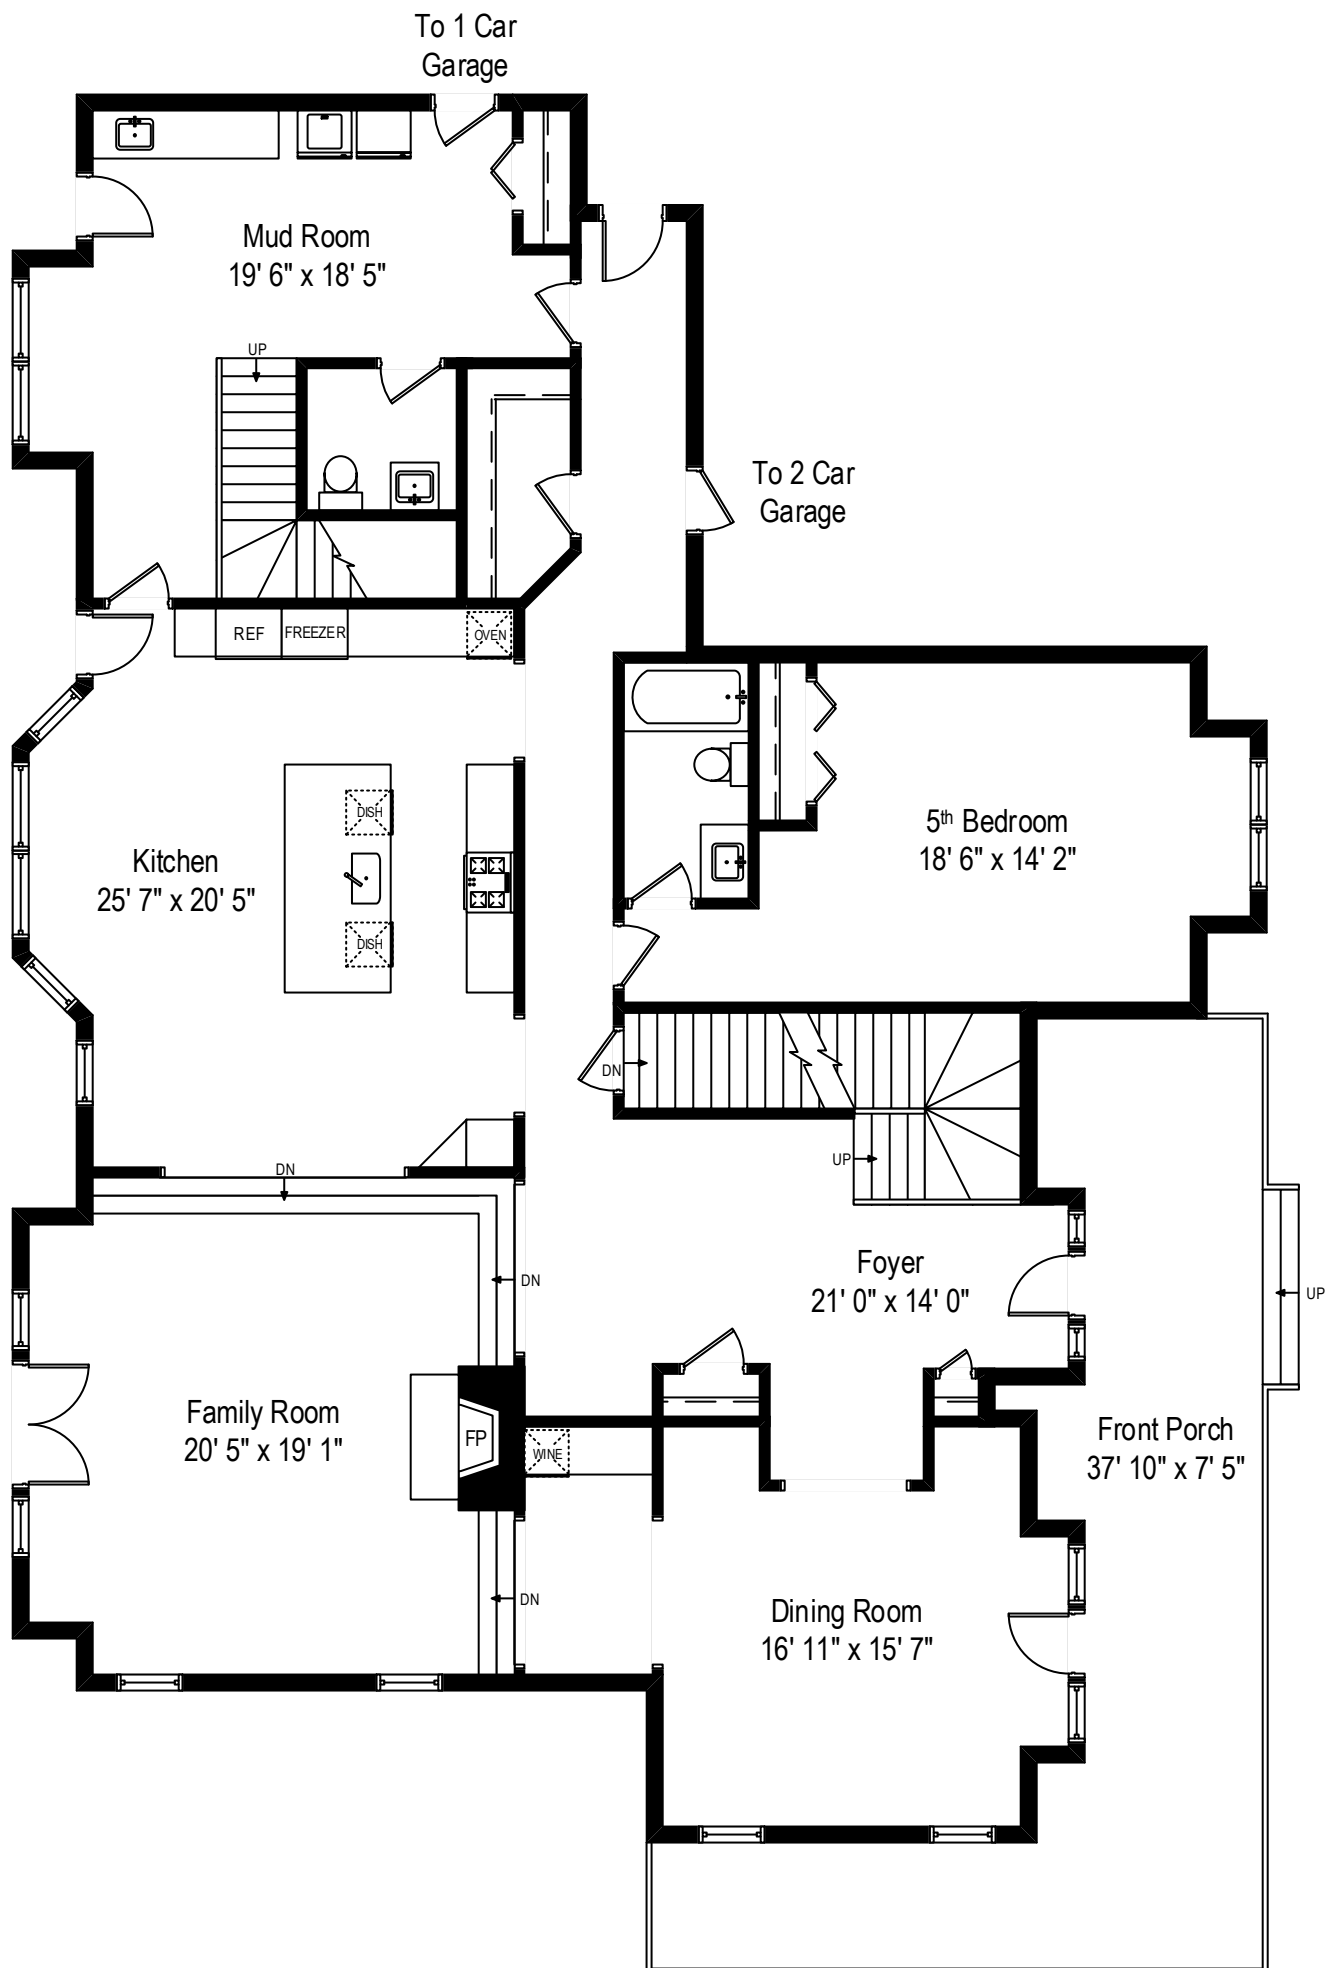 To 1 Car
Garage
Mud Room
19' 6" x 18' 5"
UP
To 2 Car
Garage
REF
FREEZER
OVEN
DISH
Kitchen
25' 7" x 20' 5"
DISH
5th Bedroom
18' 6" x 14' 2"
DN
UP
DN
DN
Foyer
21' 0" x 14' 0"
UP
Family Room
20' 5" x 19' 1"
FP
WINE
Front Porch
37' 10" x 7' 5"
DN
Dining Room
16' 11" x 15' 7"